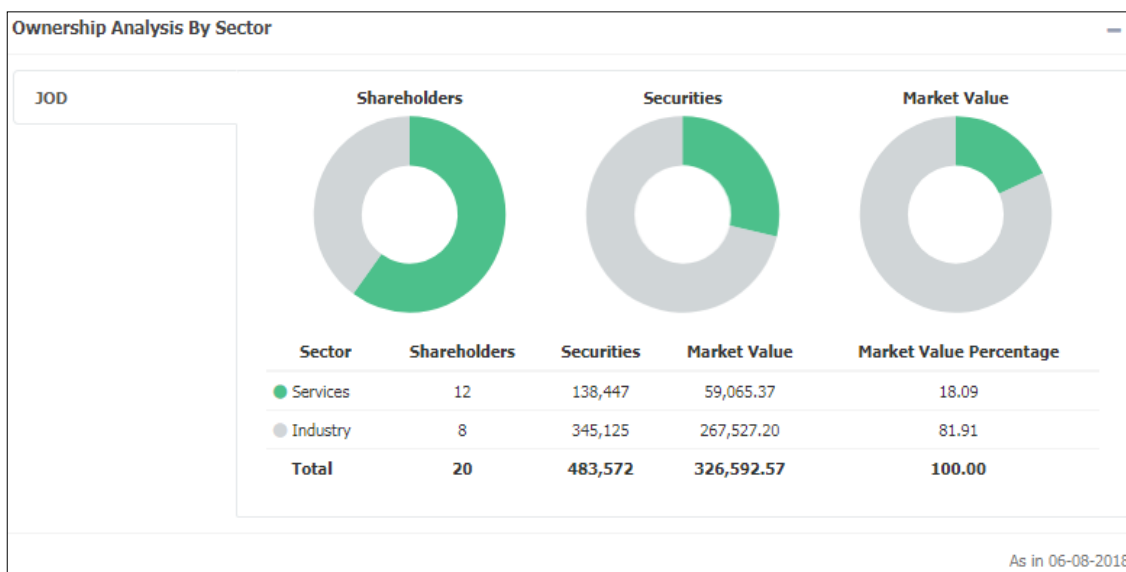 Ownership Analysis By Sector
JOD
Shareholders Securities Market Value
Sector Shareholders Securities Market Value Market Value Percentage
Services 12 138,447 59,065.37 18.09
Industry 8 345,125 267,527.20 81.91
Total 20 483,572 326,592.57 100.00
As in 06-08-2018